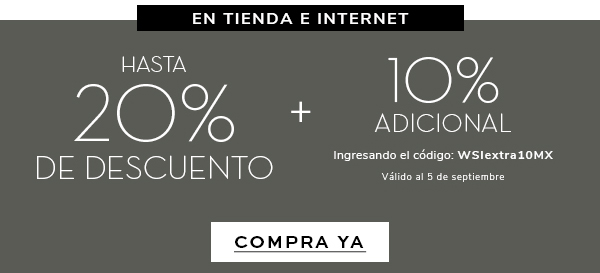 EN TIENDA E INTERNET
HASTA
20%
DE DESCUENTO
+
10%
ADICIONAL
Ingresando el código: WSIextra10MX
Válido al 5 de septiembre
COMPRA YA